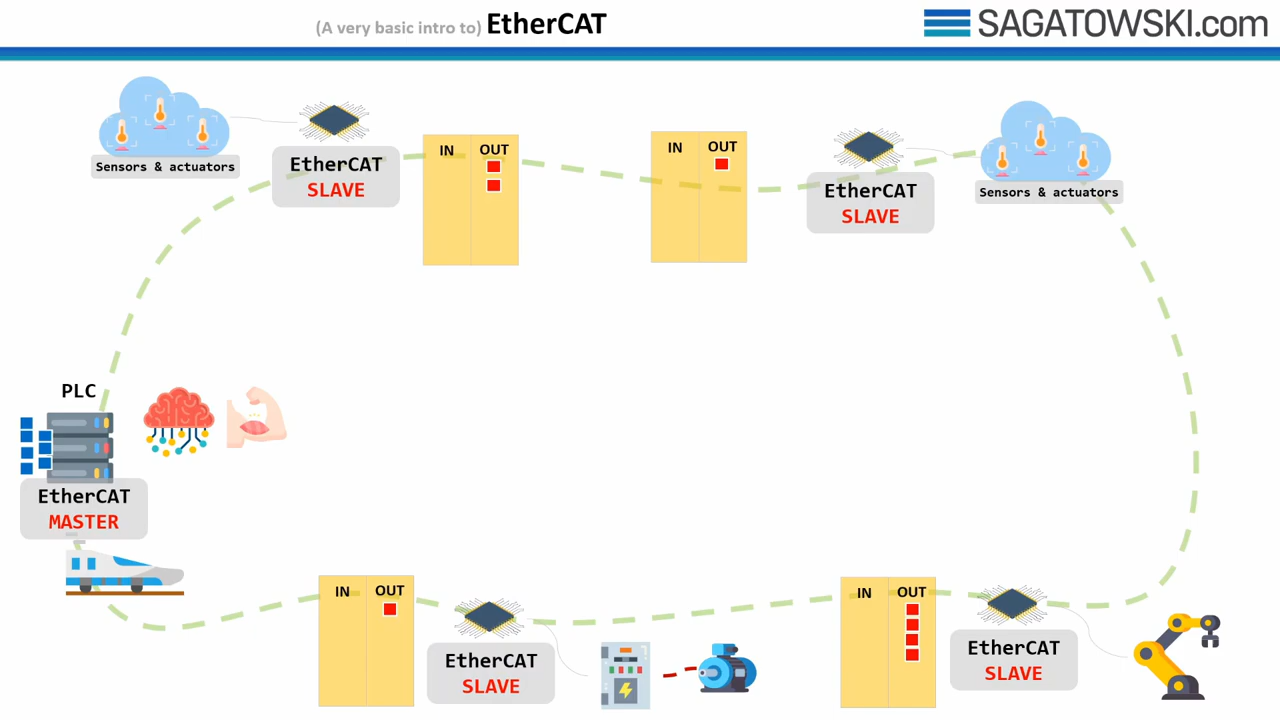 (A very basic intro to) EtherCAT
SAGATOWSKI.com
Sensors & actuators
EtherCAT
SLAVE
IN OUT
IN OUT
EtherCAT
SLAVE
Sensors & actuators
PLC
EtherCAT
MASTER
IN OUT
EtherCAT
SLAVE
IN OUT
EtherCAT
SLAVE